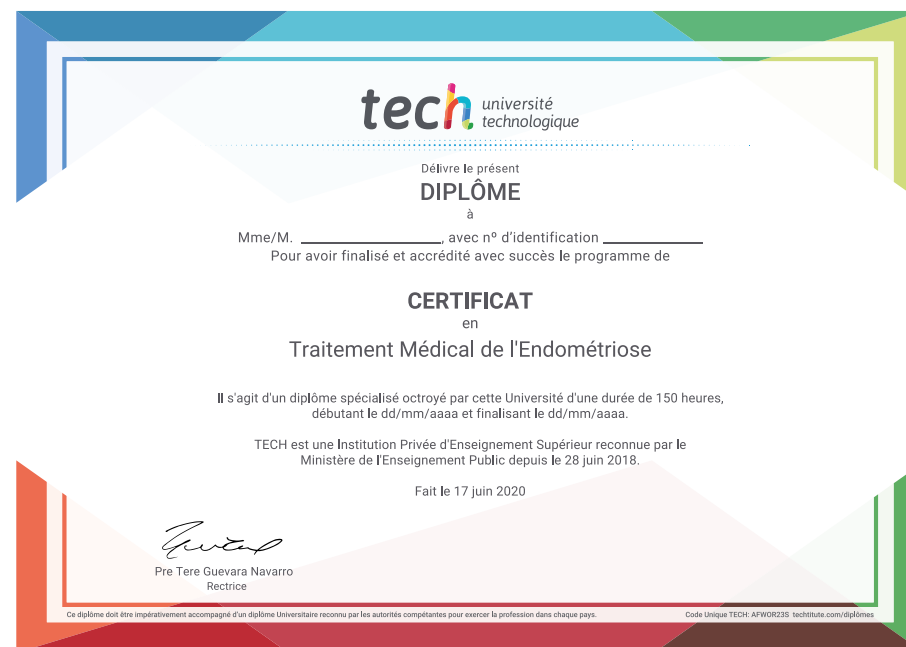 tech université
technologique
Délivre le présent
DIPLÔME
à
Mme/M. ____________________, avec nº d'identification ______________
Pour avoir finalisé et accrédité avec succès le programme de
CERTIFICAT
en
Traitement Médical de l'Endométriose
Il s'agit d'un diplôme spécialisé octroyé par cette Université d'une durée de 150 heures,
débutant le dd/mm/aaaa et finalisant le dd/mm/aaaa.
TECH est une Institution Privée d'Enseignement Supérieur reconnue par le
Ministère de l'Enseignement Public depuis le 28 juin 2018.
Fait le 17 juin 2020
Pre Tere Guevara Navarro
Rectrice
Ce diplôme doit être impérativement accompagné d'un diplôme Universitaire reconnu par les autorités compétantes pour exercer la profession dans chaque pays.
Code Unique TECH: AFWOR23S techtitute.com/diplômes